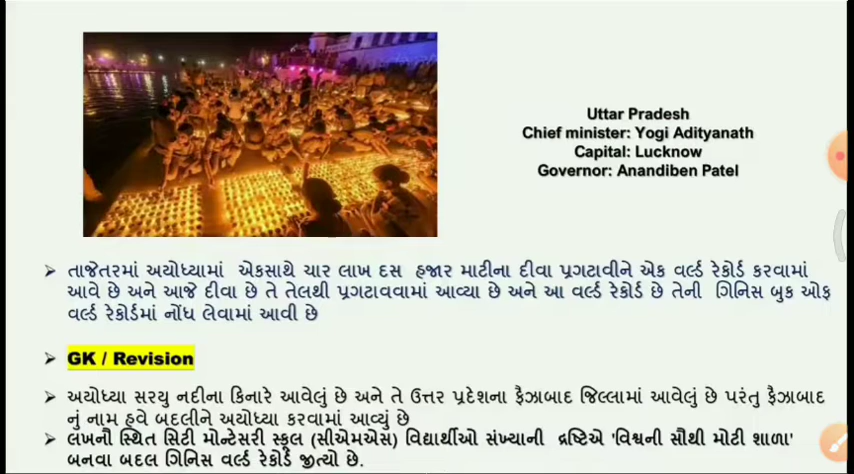 Uttar Pradesh
Chief minister: Yogi Adityanath
Capital: Lucknow
Governor: Anandiben Patel
➢ તાજેતરમાં અયોધ્યામાં એકસાથે ચાર લાખ દસ હજાર માટીના દીવા પ્રગટાવીને એક વર્લ્ડ રેકોર્ડ કરવામાં
આવે છે અને આજે દીવા છે તે તેલથી પ્રગટાવવામાં આવ્યા છે અને આ વર્લ્ડ રેકોર્ડ છે તેની ગિનિસ બુક ઓફ
વર્લ્ડ રેકોર્ડમાં નોંધ લેવામાં આવી છે
➢ GK / Revision
➢ અયોધ્યા સરયુ નદીના કિનારે આવેલું છે અને તે ઉત્તર પ્રદેશના ફૈઝાબાદ જિલ્લામાં આવેલું છે પરંતુ ફૈઝાબાદ
નું નામ હવે બદલીને અયોધ્યા કરવામાં આવ્યું છે
➢ લખનૌ સ્થિત સિટી મોન્ટેસરી સ્કૂલ (સીએમએસ) વિદ્યાર્થીઓ સંખ્યાની દ્રષ્ટિએ 'વિશ્વની સૌથી મોટી શાળા'
બનવા બદલ ગિનિસ વર્લ્ડ રેકોર્ડ જીત્યો છે.